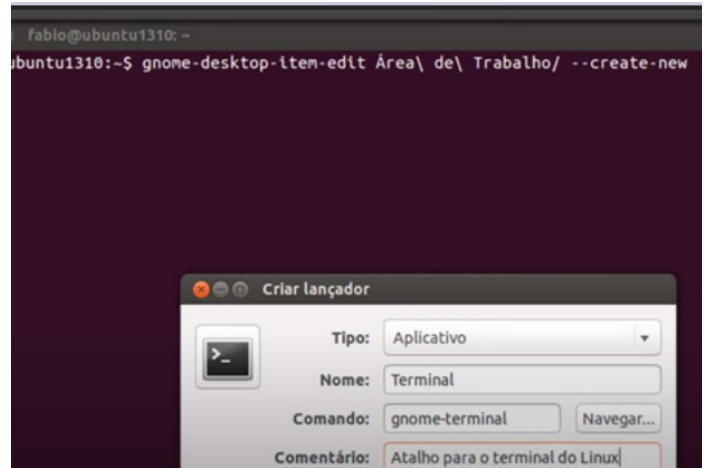 fabio@ubuntu1310: ~
ubuntu1310:~$ gnome-desktop-item-edit Área\ de\ Trabalho/ --create-new
Criar lançador
Tipo: Aplicativo
Nome: Terminal
Comando: gnome-terminal Navegar...
Comentário: Atalho para o terminal do Linux